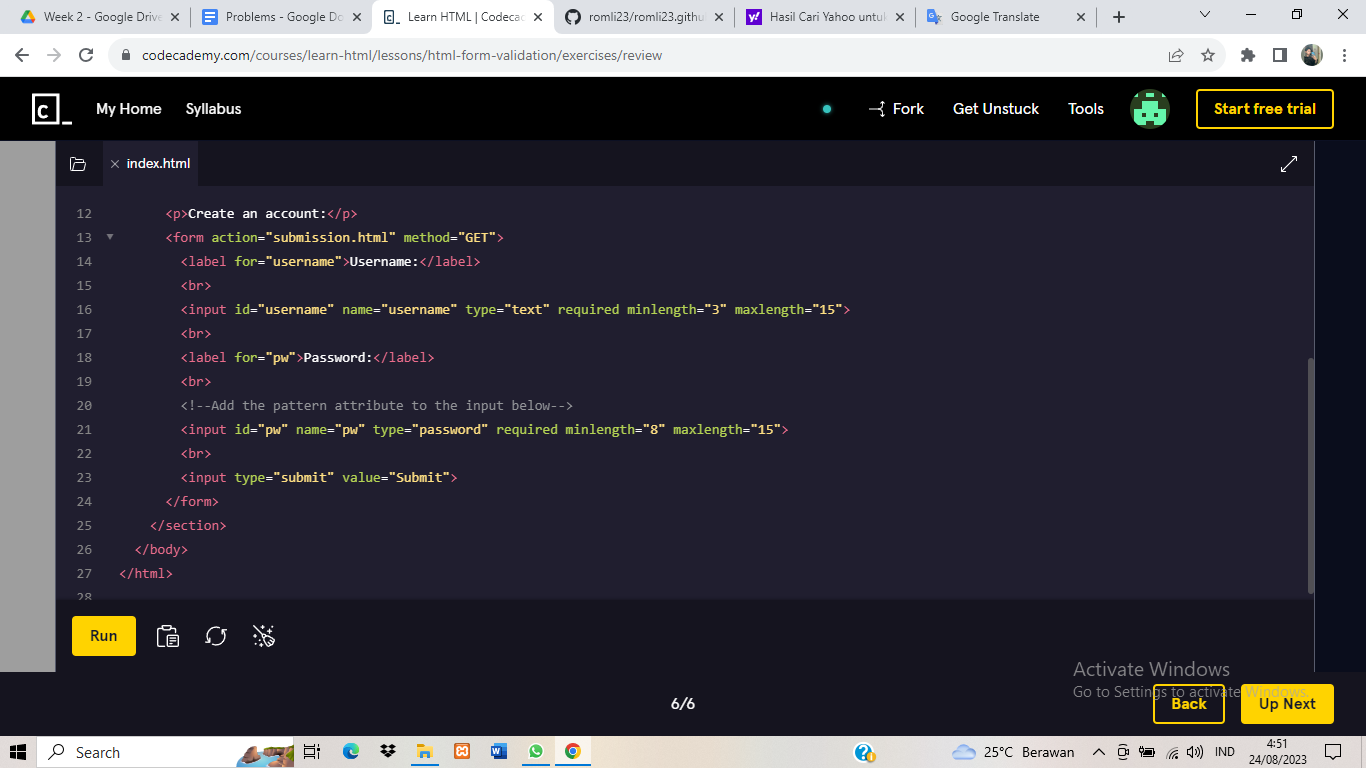 Week 2 - Google Drive
Problems - Google Do
Learn HTML | Codecad
romli23/romli23.githu
Hasil Cari Yahoo untuk
Google Translate
codecademy.com/courses/learn-html/lessons/html-form-validation/exercises/review
c_
My Home
Syllabus
Fork
Get Unstuck
Tools
Start free trial
index.html
12 <p>Create an account:</p>
13 <form action="submission.html" method="GET">
14 <label for="username">Username:</label>
15 <br>
16 <input id="username" name="username" type="text" required minlength="3" maxlength="15">
17 <br>
18 <label for="pw">Password:</label>
19 <br>
20 <!--Add the pattern attribute to the input below-->
21 <input id="pw" name="pw" type="password" required minlength="8" maxlength="15">
22 <br>
23 <input type="submit" value="Submit">
24 </form>
25 </section>
26 </body>
27 </html>
28
Run
Activate Windows
Go to Settings to activate Windows.
6/6
Back
Up Next
Search
25°C Berawan
IND
4:51
24/08/2023